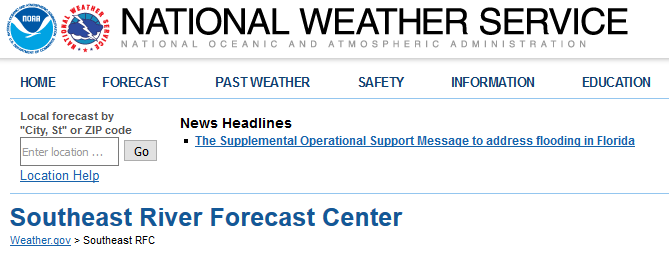 NOAA
NATIONAL WEATHER SERVICE
NATIONAL OCEANIC AND ATMOSPHERIC ADMINISTRATION
HOME FORECAST PAST WEATHER SAFETY INFORMATION EDUCATION
Local forecast by
"City, St" or ZIP code
Enter location ...
Go
Location Help
News Headlines
The Supplemental Operational Support Message to address flooding in Florida
Southeast River Forecast Center
Weather.gov > Southeast RFC